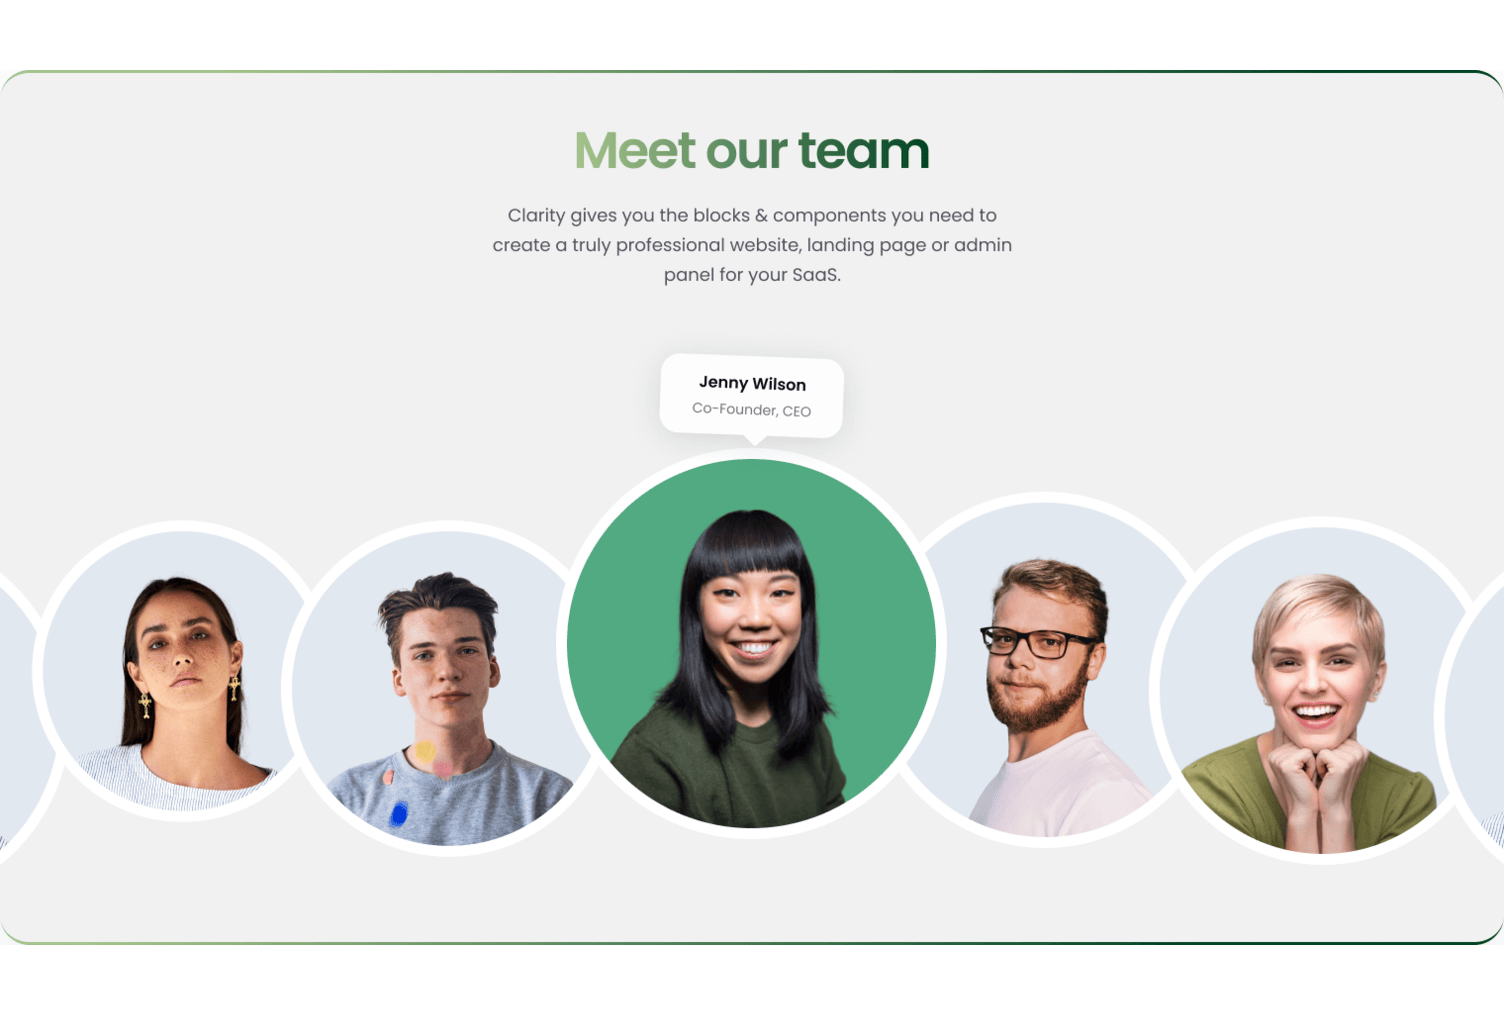 Meet our team
Clarity gives you the blocks & components you need to
create a truly professional website, landing page or admin
panel for your SaaS.
Jenny Wilson
Co-Founder, CEO